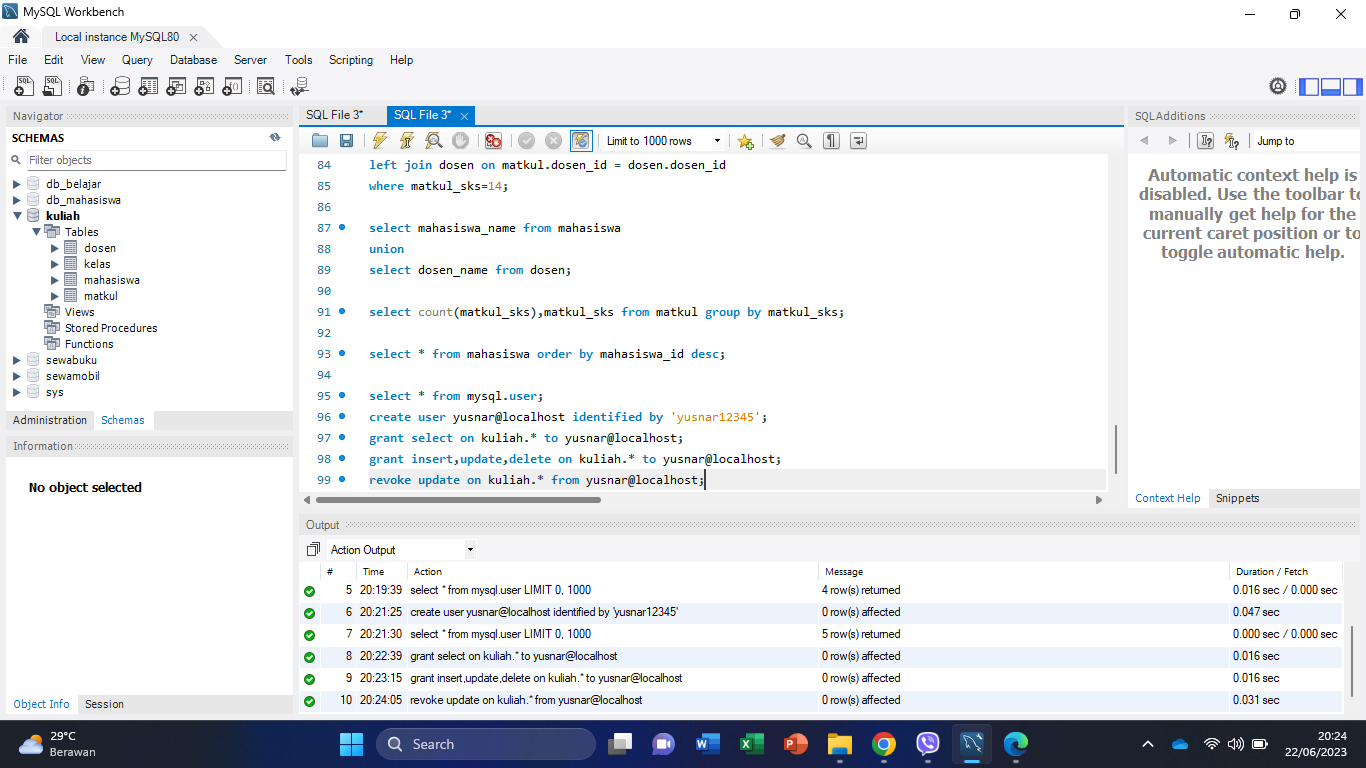 MySQL Workbench
Local instance MySQL80
File Edit View Query Database Server Tools Scripting Help
Navigator
SCHEMAS
Filter objects
db_belajar
db_mahasiswa
kuliah
Tables
dosen
kelas
mahasiswa
matkul
Views
Stored Procedures
Functions
sewabuku
sewamobil
sys
Administration Schemas
Information
No object selected
Object Info Session
SQL File 3* SQL File 3*
Limit to 1000 rows
84 left join dosen on matkul.dosen_id = dosen.dosen_id
85 where matkul_sks=14;
86
87 select mahasiswa_name from mahasiswa
88 union
89 select dosen_name from dosen;
90
91 select count(matkul_sks),matkul_sks from matkul group by matkul_sks;
92
93 select * from mahasiswa order by mahasiswa_id desc;
94
95 select * from mysql.user;
96 create user yusnar@localhost identified by 'yusnar12345';
97 grant select on kuliah.* to yusnar@localhost;
98 grant insert,update,delete on kuliah.* to yusnar@localhost;
99 revoke update on kuliah.* from yusnar@localhost;
SQLAdditions
Jump to
Automatic context help is
disabled. Use the toolbar to
manually get help for the
current caret position or to
toggle automatic help.
Context Help Snippets
Output
Action Output
# Time Action Message Duration / Fetch
5 20:19:39 select * from mysql.user LIMIT 0, 1000 4 row(s) returned 0.016 sec / 0.000 sec
6 20:21:25 create user yusnar@localhost identified by 'yusnar12345' 0 row(s) affected 0.047 sec
7 20:21:30 select * from mysql.user LIMIT 0, 1000 5 row(s) returned 0.000 sec / 0.000 sec
8 20:22:39 grant select on kuliah.* to yusnar@localhost 0 row(s) affected 0.016 sec
9 20:23:15 grant insert,update,delete on kuliah.* to yusnar@localhost 0 row(s) affected 0.016 sec
10 20:24:05 revoke update on kuliah.* from yusnar@localhost 0 row(s) affected 0.031 sec
29°C
Berawan
Search
20:24
22/06/2023